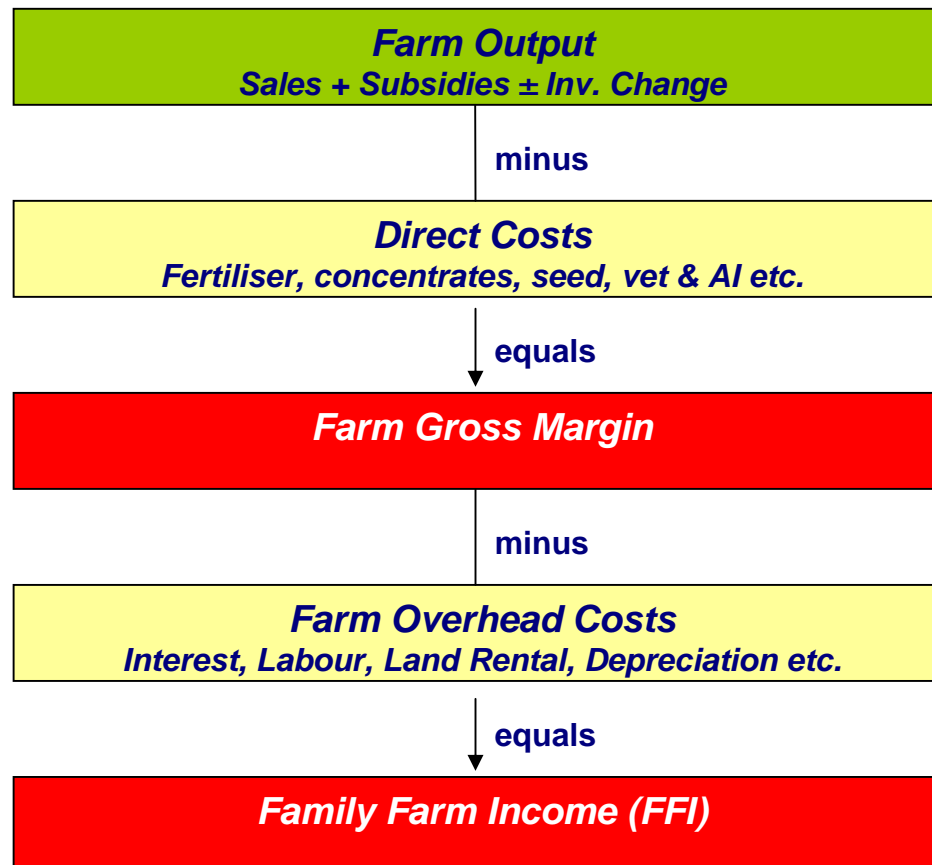 Farm Output
Sales + Subsidies ± Inv. Change
minus
Direct Costs
Fertiliser, concentrates, seed, vet & AI etc.
equals
Farm Gross Margin
minus
Farm Overhead Costs
Interest, Labour, Land Rental, Depreciation etc.
equals
Family Farm Income (FFI)